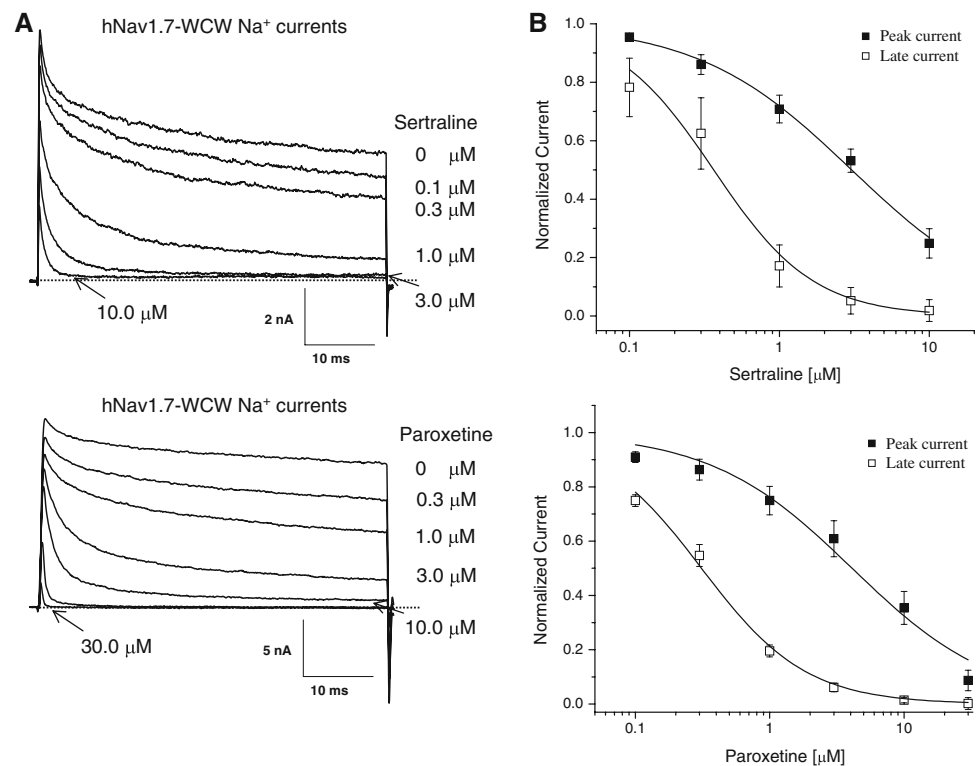 A
hNav1.7-WCW Na⁺ currents
Sertraline
0 μM
0.1 μM
0.3 μM
1.0 μM
3.0 μM
10.0 μM
2 nA
10 ms
hNav1.7-WCW Na⁺ currents
Paroxetine
0 μM
0.3 μM
1.0 μM
3.0 μM
10.0 μM
30.0 μM
5 nA
10 ms
B
Peak current
Late current
Normalized Current
1.0
0.8
0.6
0.4
0.2
0.0
0.1
1
10
Sertraline [μM]
Peak current
Late current
Normalized Current
1.0
0.8
0.6
0.4
0.2
0.0
0.1
1
10
Paroxetine [μM]